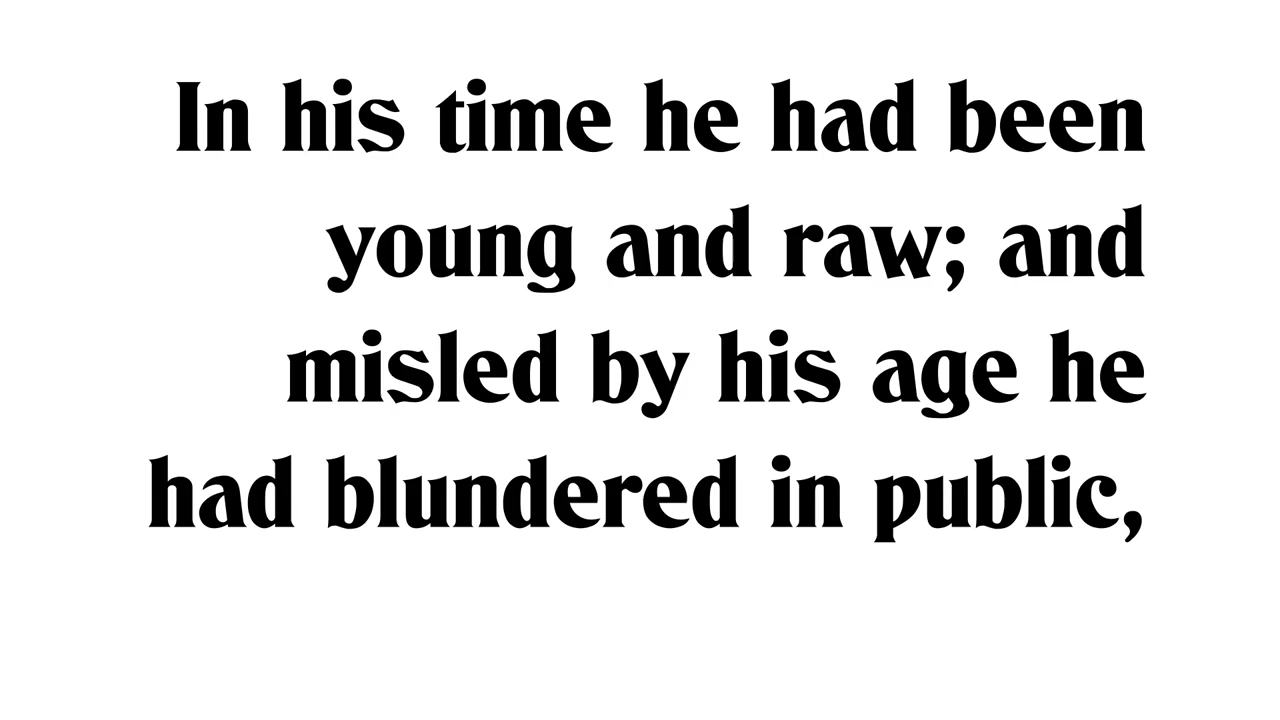 In his time he had been
young and raw; and
misled by his age he
had blundered in public,